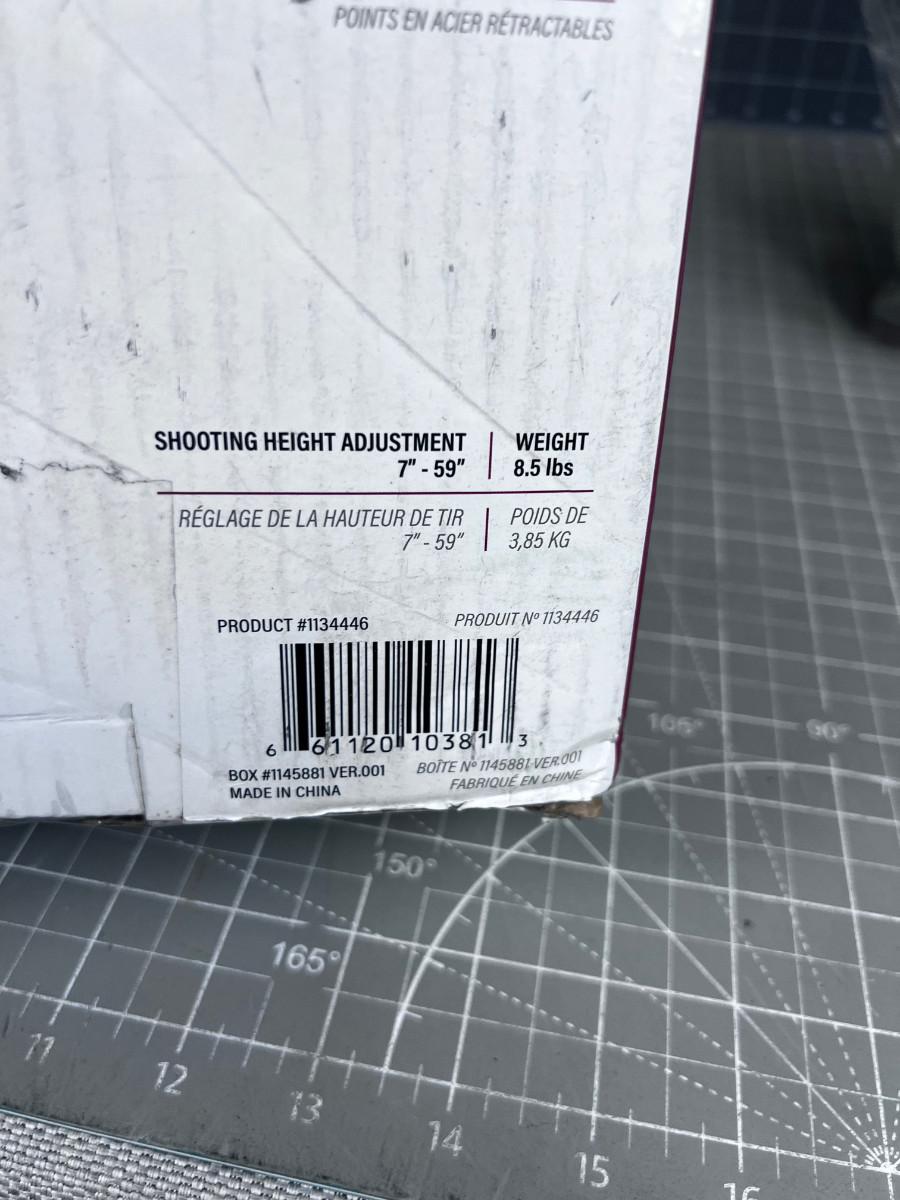 POINTS EN ACIER RÉTRACTABLES
SHOOTING HEIGHT ADJUSTMENT
7" - 59"
WEIGHT
8.5 lbs
RÉGLAGE DE LA HAUTEUR DE TIR
7" - 59"
POIDS DE
3,85 KG
PRODUCT #1134446
PRODUIT Nº 1134446
6 61120 10381 3
BOX #1145881 VER.001
MADE IN CHINA
BOÎTE Nº 1145881 VER.001
FABRIQUÉ EN CHINE
105° 90°
150°
165°
11 12 13 14 15 16